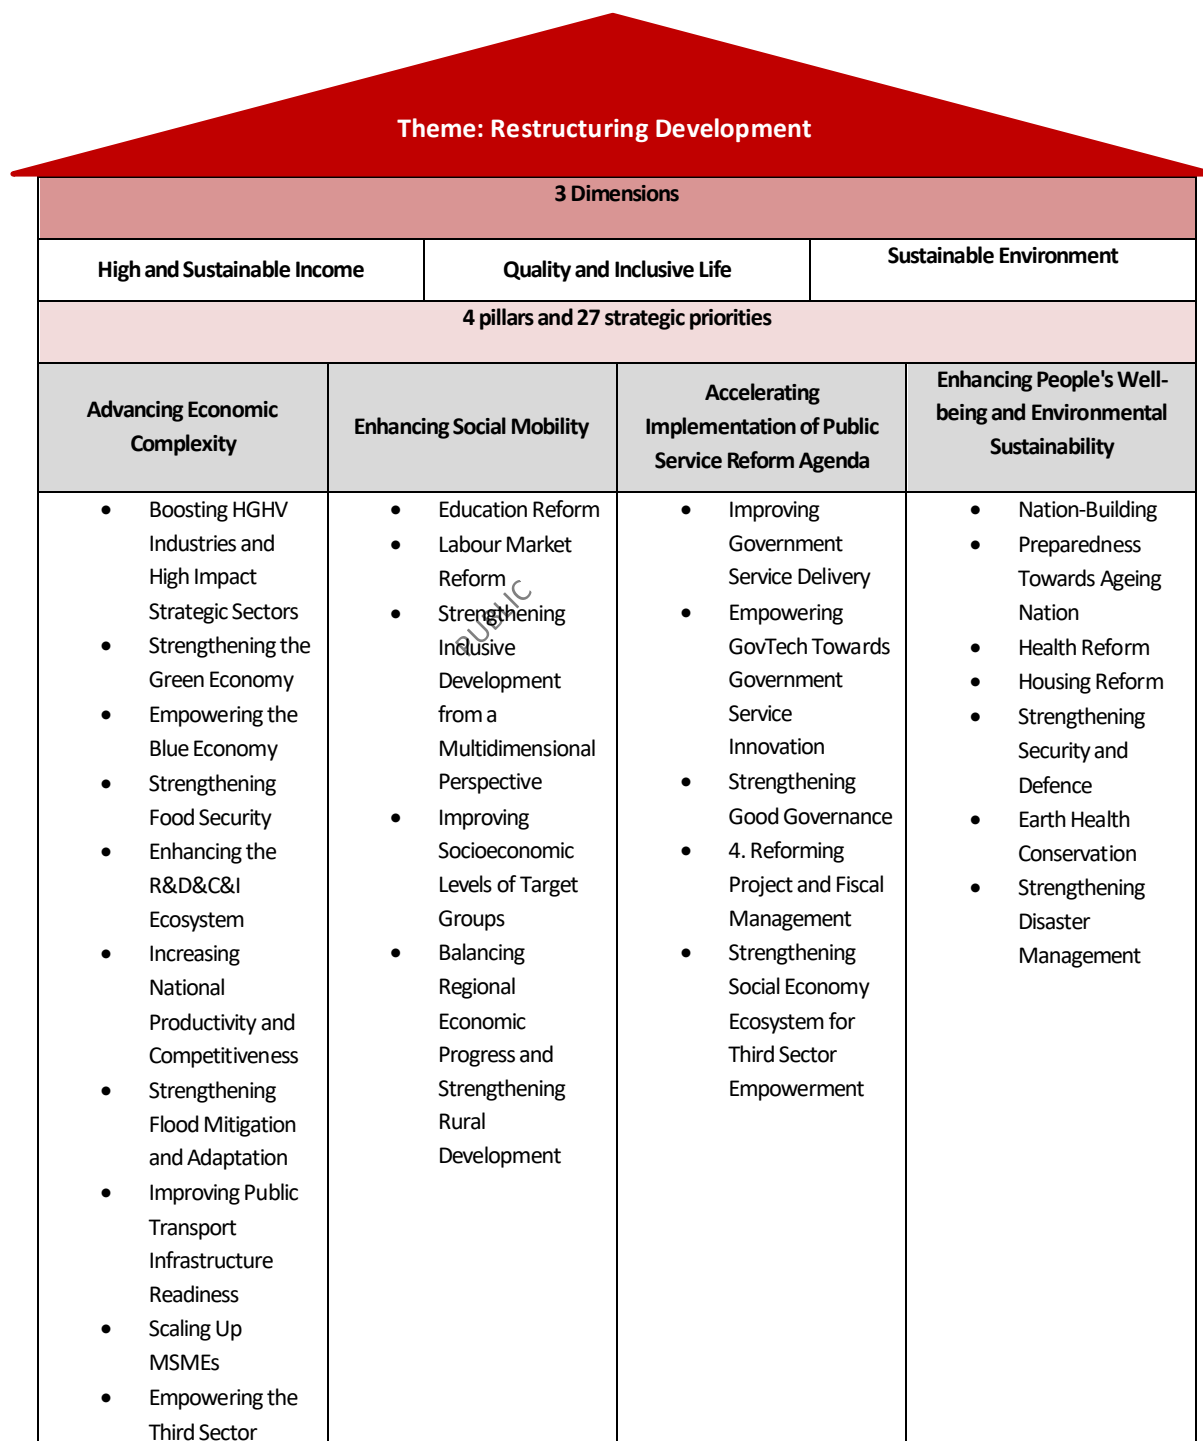 Theme: Restructuring Development
3 Dimensions
High and Sustainable Income
Quality and Inclusive Life
Sustainable Environment
4 pillars and 27 strategic priorities
Advancing Economic
Complexity
Enhancing Social Mobility
Accelerating
Implementation of Public
Service Reform Agenda
Enhancing People's Well-
being and Environmental
Sustainability
• Boosting HGHV
Industries and
High Impact
Strategic Sectors
• Strengthening the
Green Economy
• Empowering the
Blue Economy
• Strengthening
Food Security
• Enhancing the
R&D&C&I
Ecosystem
• Increasing
National
Productivity and
Competitiveness
• Strengthening
Flood Mitigation
and Adaptation
• Improving Public
Transport
Infrastructure
Readiness
• Scaling Up
MSMEs
• Empowering the
Third Sector
• Education Reform
• Labour Market
Reform
• Strengthening
Inclusive
Development
from a
Multidimensional
Perspective
• Improving
Socioeconomic
Levels of Target
Groups
• Balancing
Regional
Economic
Progress and
Strengthening
Rural
Development
• Improving
Government
Service Delivery
• Empowering
GovTech Towards
Government
Service
Innovation
• Strengthening
Good Governance
• 4. Reforming
Project and Fiscal
Management
• Strengthening
Social Economy
Ecosystem for
Third Sector
Empowerment
• Nation-Building
• Preparedness
Towards Ageing
Nation
• Health Reform
• Housing Reform
• Strengthening
Security and
Defence
• Earth Health
Conservation
• Strengthening
Disaster
Management
PUBLIC